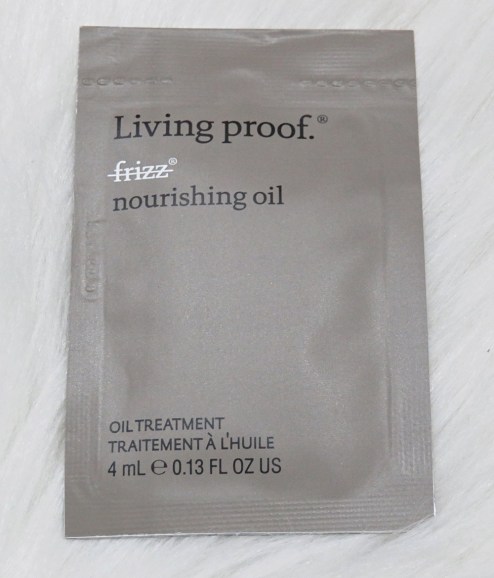 Living proof.®
frizz®
nourishing oil
OIL TREATMENT
TRAITEMENT À L'HUILE
4 mL ℮ 0.13 FL OZ US